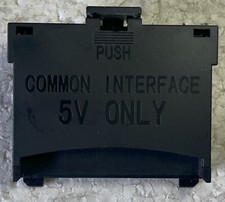 PUSH
COMMON INTERFACE
5V ONLY